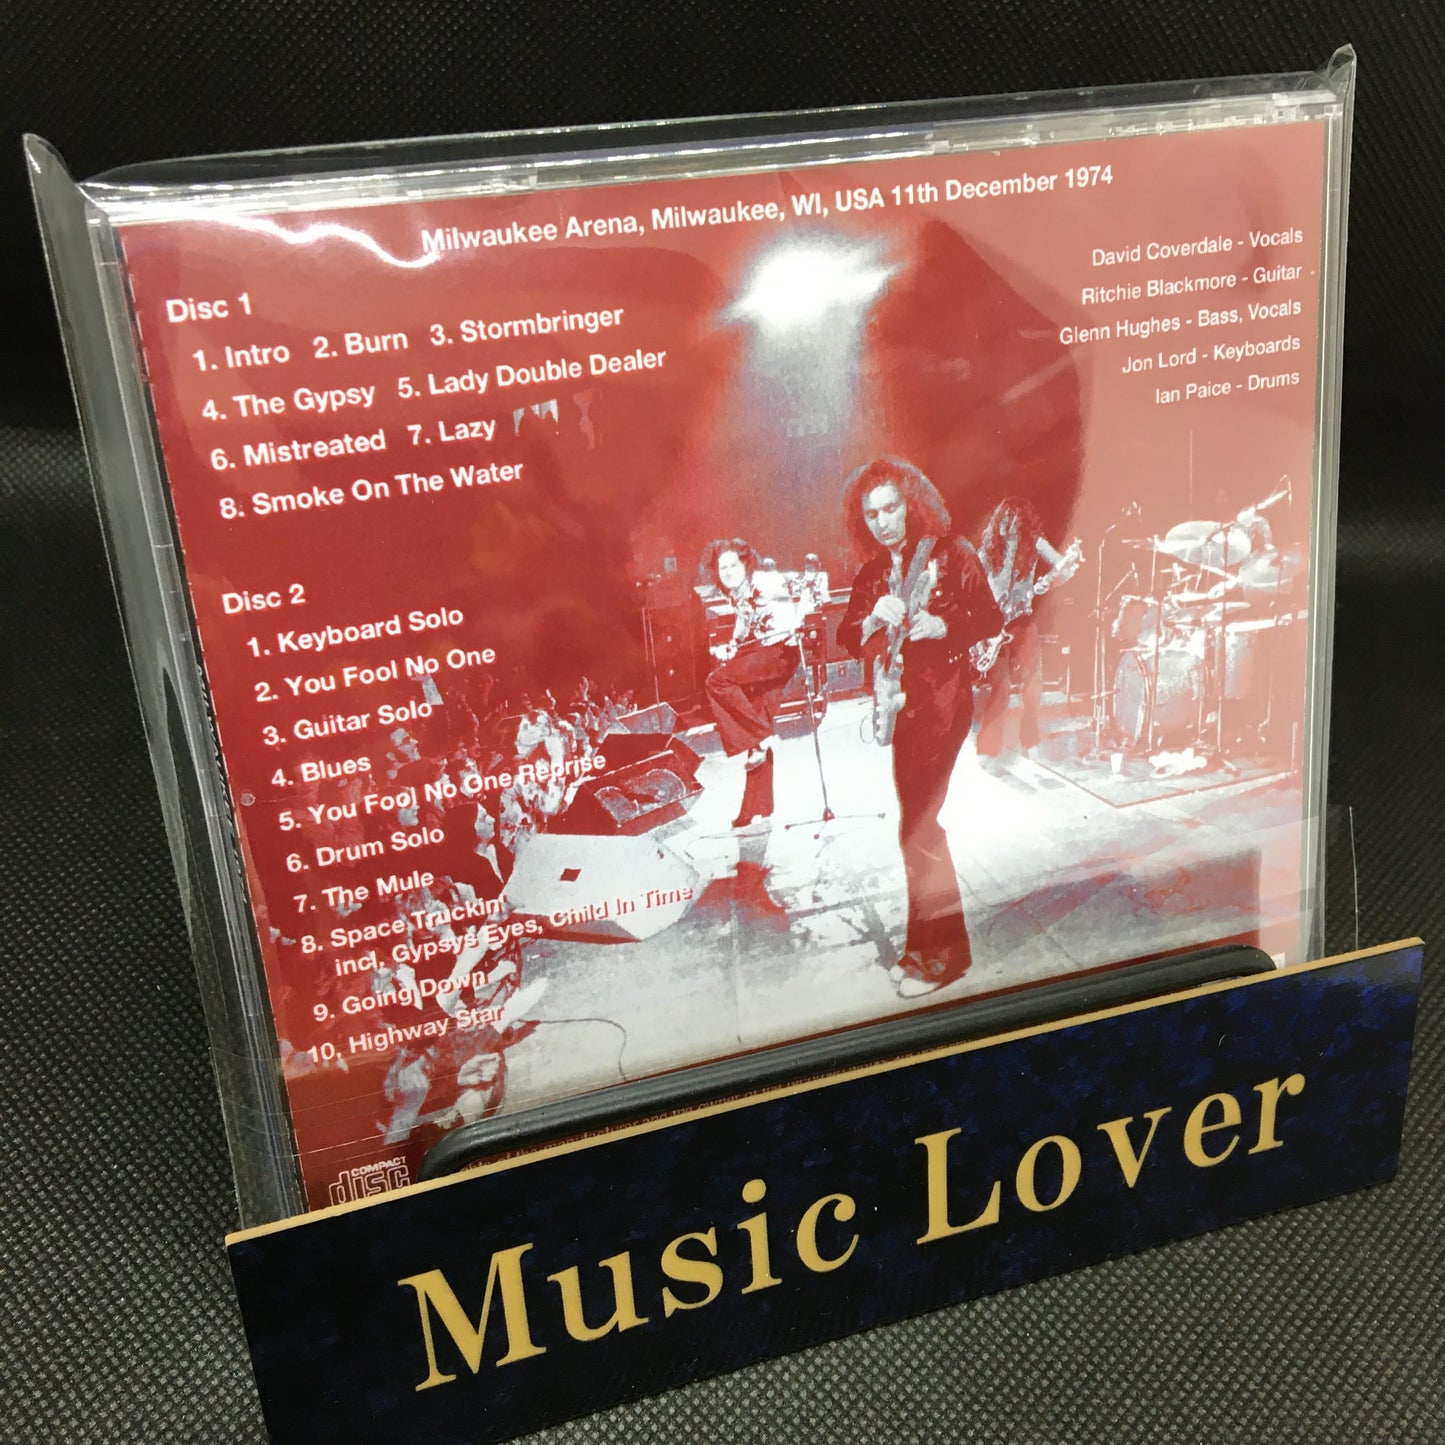 Milwaukee Arena, Milwaukee, WI, USA 11th December 1974
David Coverdale - Vocals
Ritchie Blackmore - Guitar
Glenn Hughes - Bass, Vocals
Jon Lord - Keyboards
Ian Paice - Drums
Disc 1
1. Intro 2. Burn 3. Stormbringer
4. The Gypsy 5. Lady Double Dealer
6. Mistreated 7. Lazy
8. Smoke On The Water
Disc 2
1. Keyboard Solo
2. You Fool No One
3. Guitar Solo
4. Blues
5. You Fool No One Reprise
6. Drum Solo
7. The Mule
8. Space Truckin'
incl. Gypsys Eyes, Child In Time
9. Going Down
10. Highway Star
COMPACT
disc
Music Lover